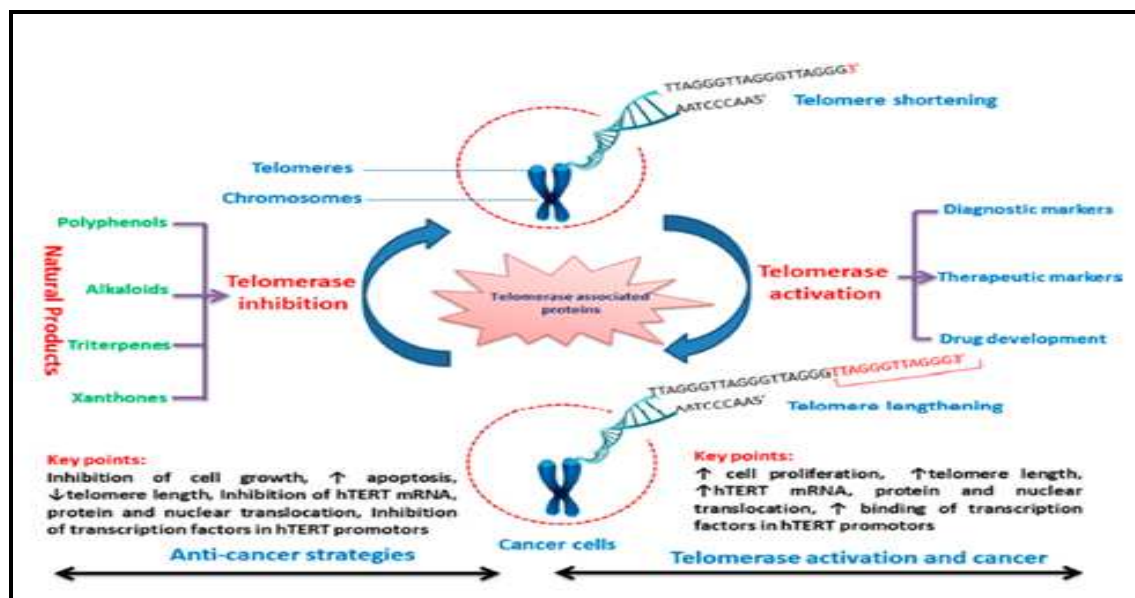 TTAGGGTTAGGGTTAGGG3'
AATCCCAA5'
Telomere shortening
Telomeres
Chromosomes
Polyphenols
Alkaloids
Triterpenes
Xanthones
Natural Products
Telomerase
inhibition
Telomerase associated
proteins
Telomerase
activation
Diagnostic markers
Therapeutic markers
Drug development
TTAGGGTTAGGGTTAGGGTTAGGGTTAGGG3'
AATCCCAA5'
Telomere lengthening
Key points:
Inhibition of cell growth, ↑ apoptosis,
↓telomere length, Inhibition of hTERT mRNA,
protein and nuclear translocation, Inhibition
of transcription factors in hTERT promotors
Anti-cancer strategies
Cancer cells
Key points:
↑ cell proliferation, ↑telomere length,
↑hTERT mRNA, protein and nuclear
translocation, ↑ binding of transcription
factors in hTERT promotors
Telomerase activation and cancer